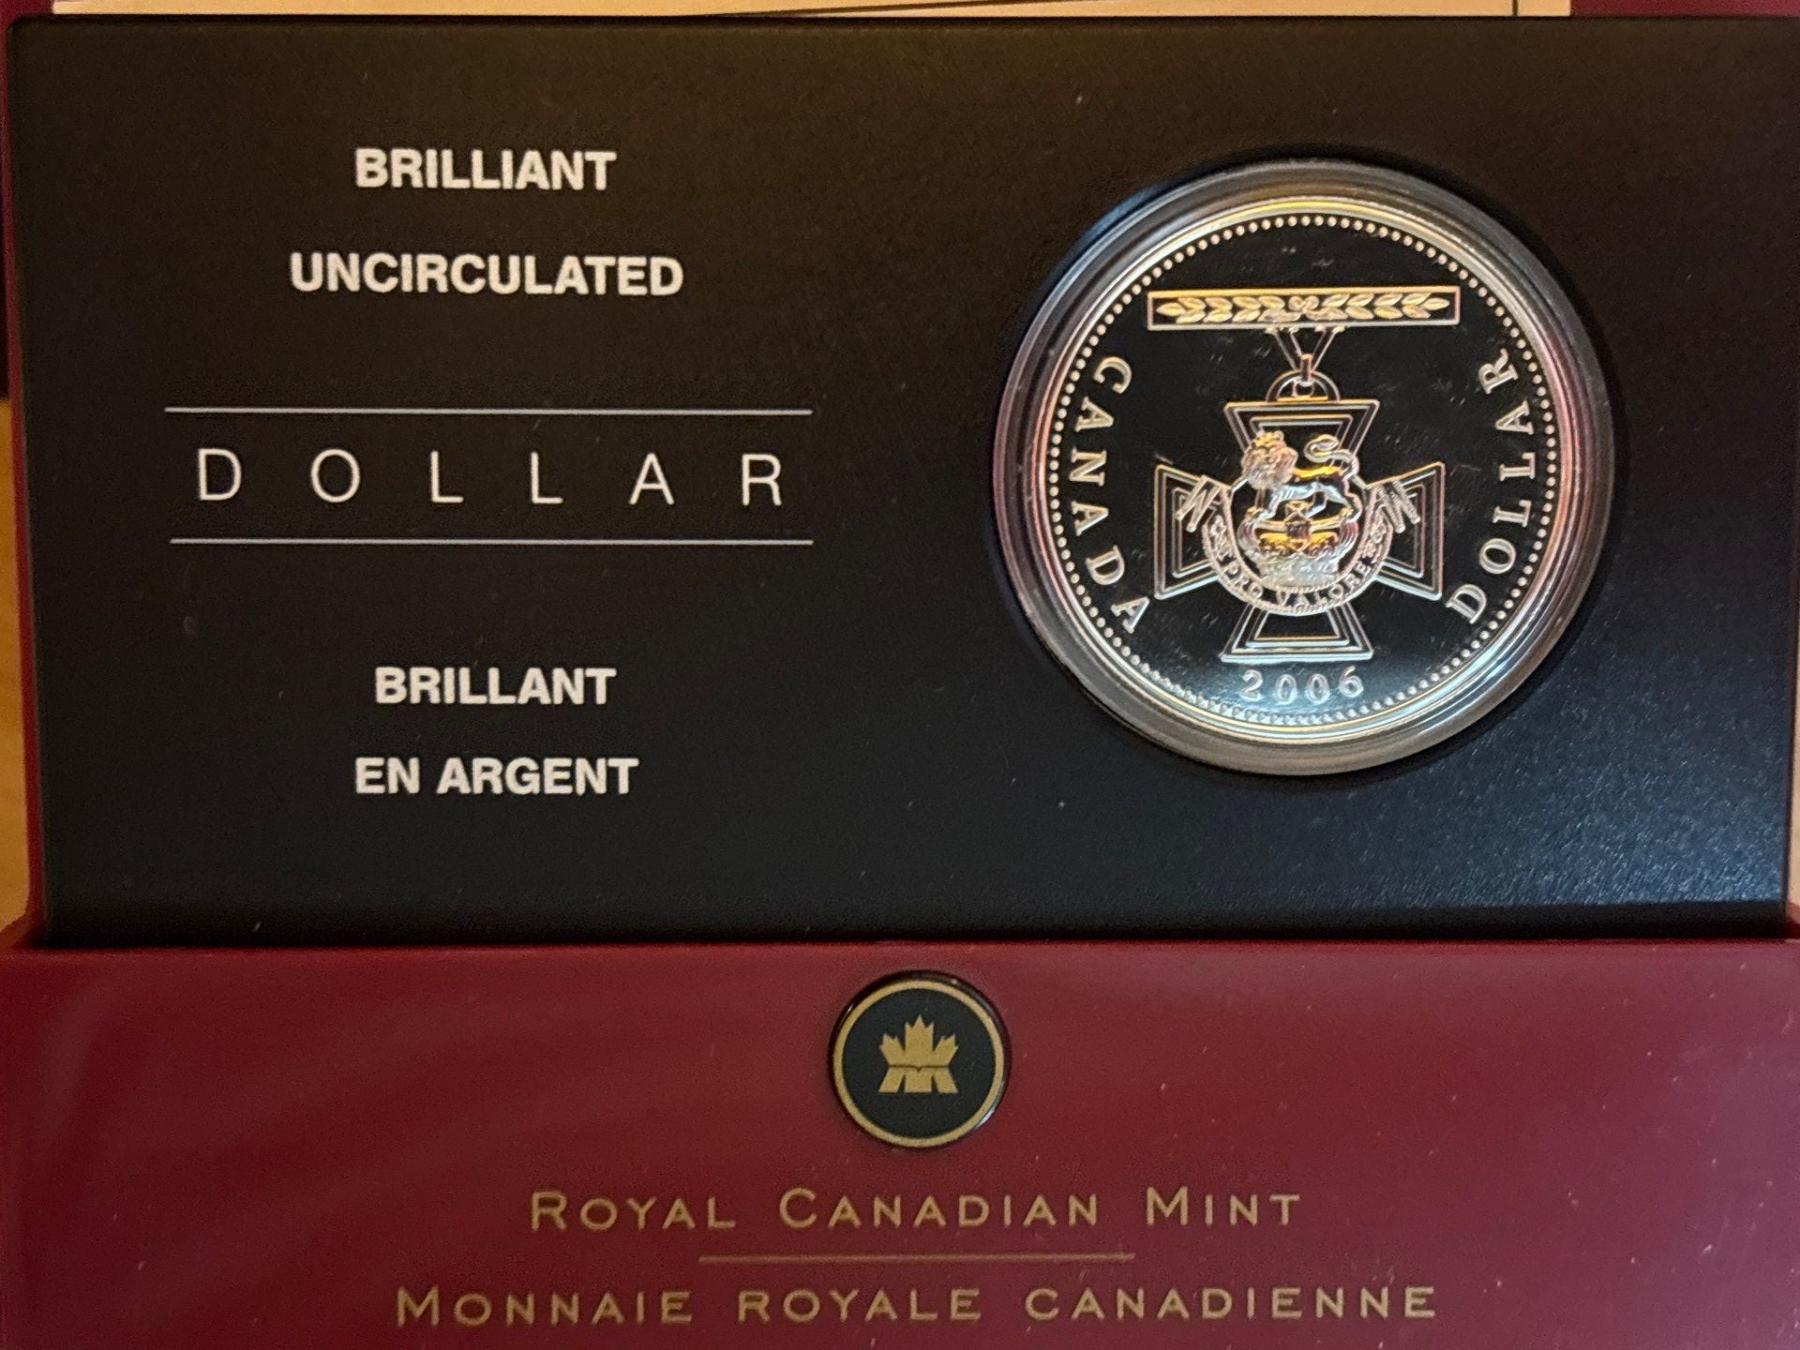 BRILLIANT
UNCIRCULATED
DOLLAR
BRILLANT
EN ARGENT
CANADA
DOLLAR
PRO VALORE
2006
ROYAL CANADIAN MINT
MONNAIE ROYALE CANADIENNE